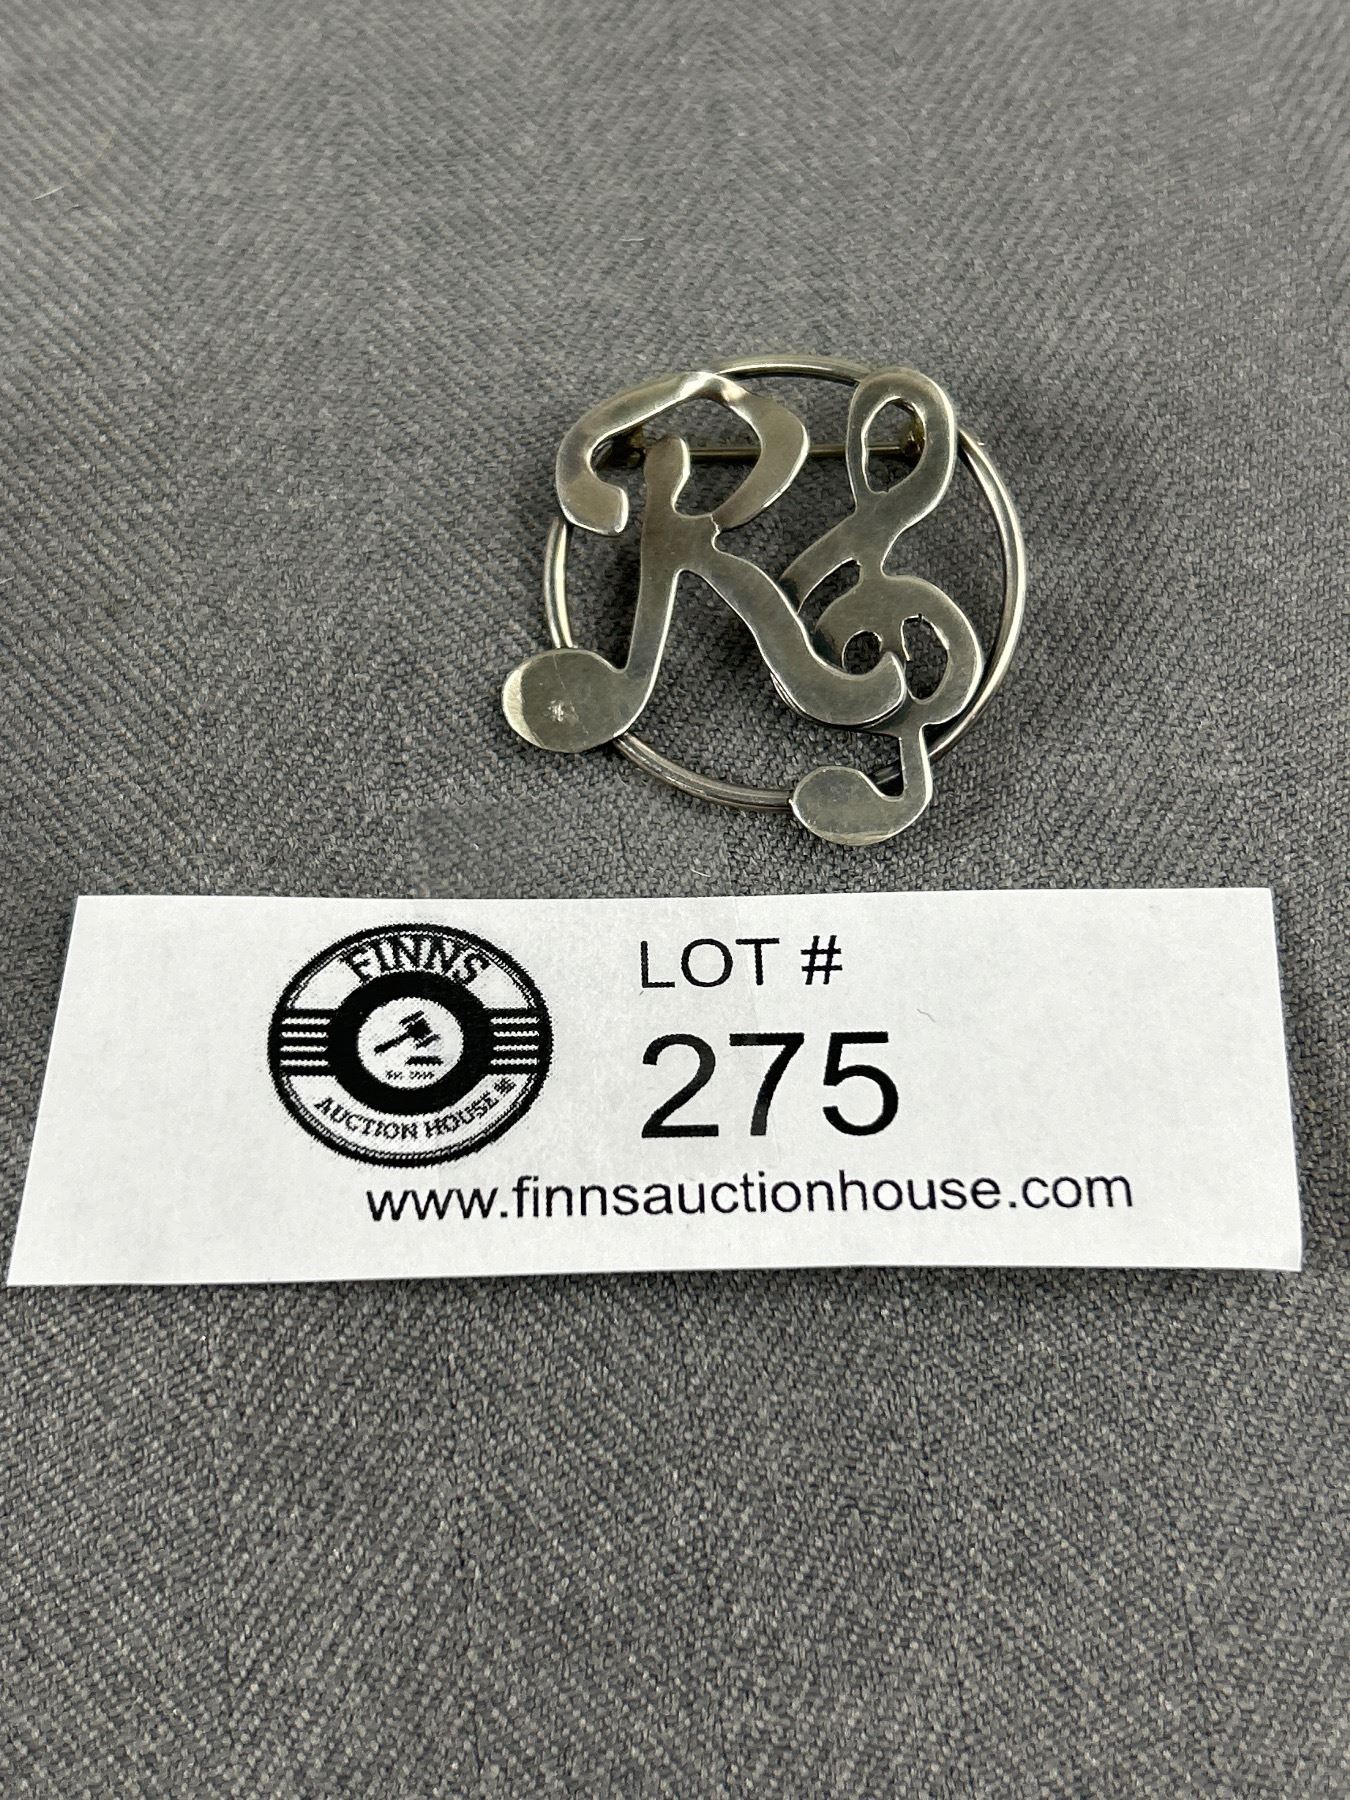 R
FINNS
AUCTION HOUSE
LOT #
275
www.finnsauctionhouse.com